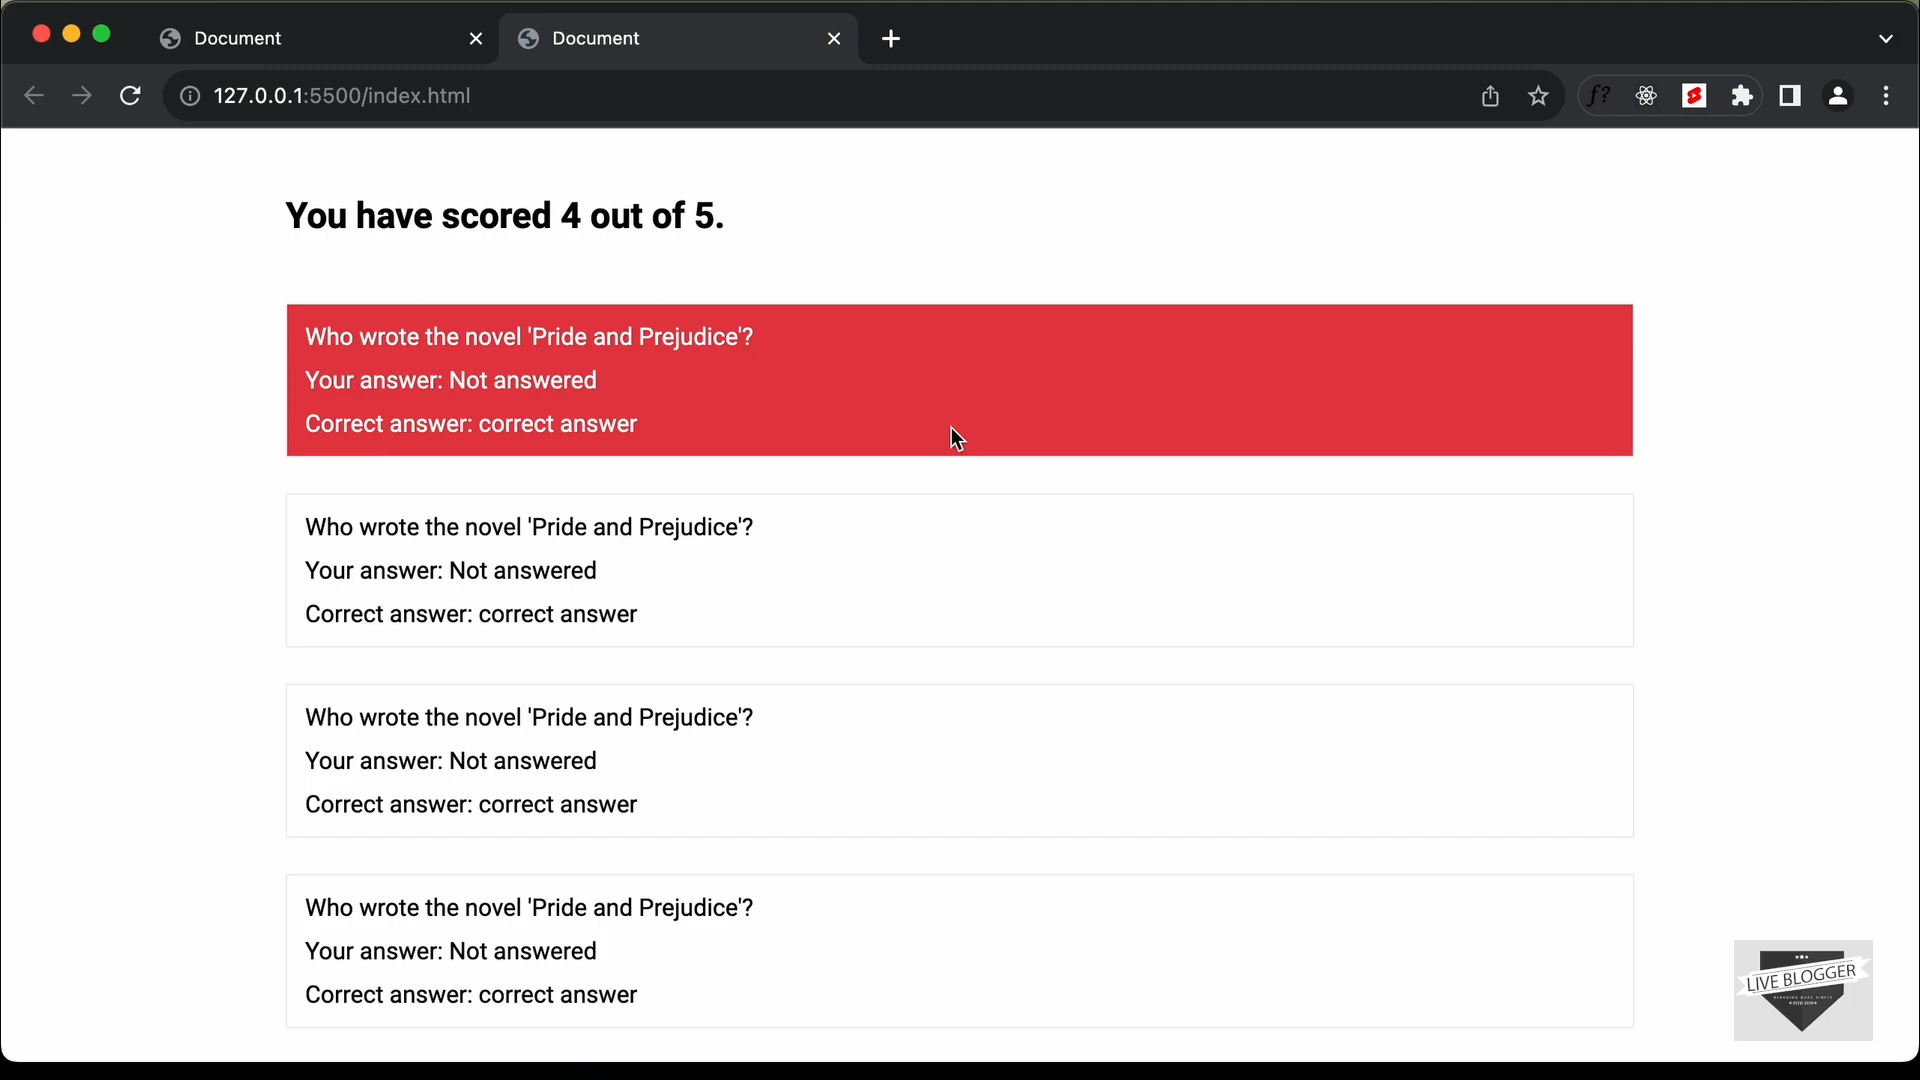 Document
Document
127.0.0.1:5500/index.html
f?
You have scored 4 out of 5.
Who wrote the novel 'Pride and Prejudice'?
Your answer: Not answered
Correct answer: correct answer
Who wrote the novel 'Pride and Prejudice'?
Your answer: Not answered
Correct answer: correct answer
Who wrote the novel 'Pride and Prejudice'?
Your answer: Not answered
Correct answer: correct answer
Who wrote the novel 'Pride and Prejudice'?
Your answer: Not answered
Correct answer: correct answer
LIVE BLOGGER
BLOGGING MADE SIMPLY